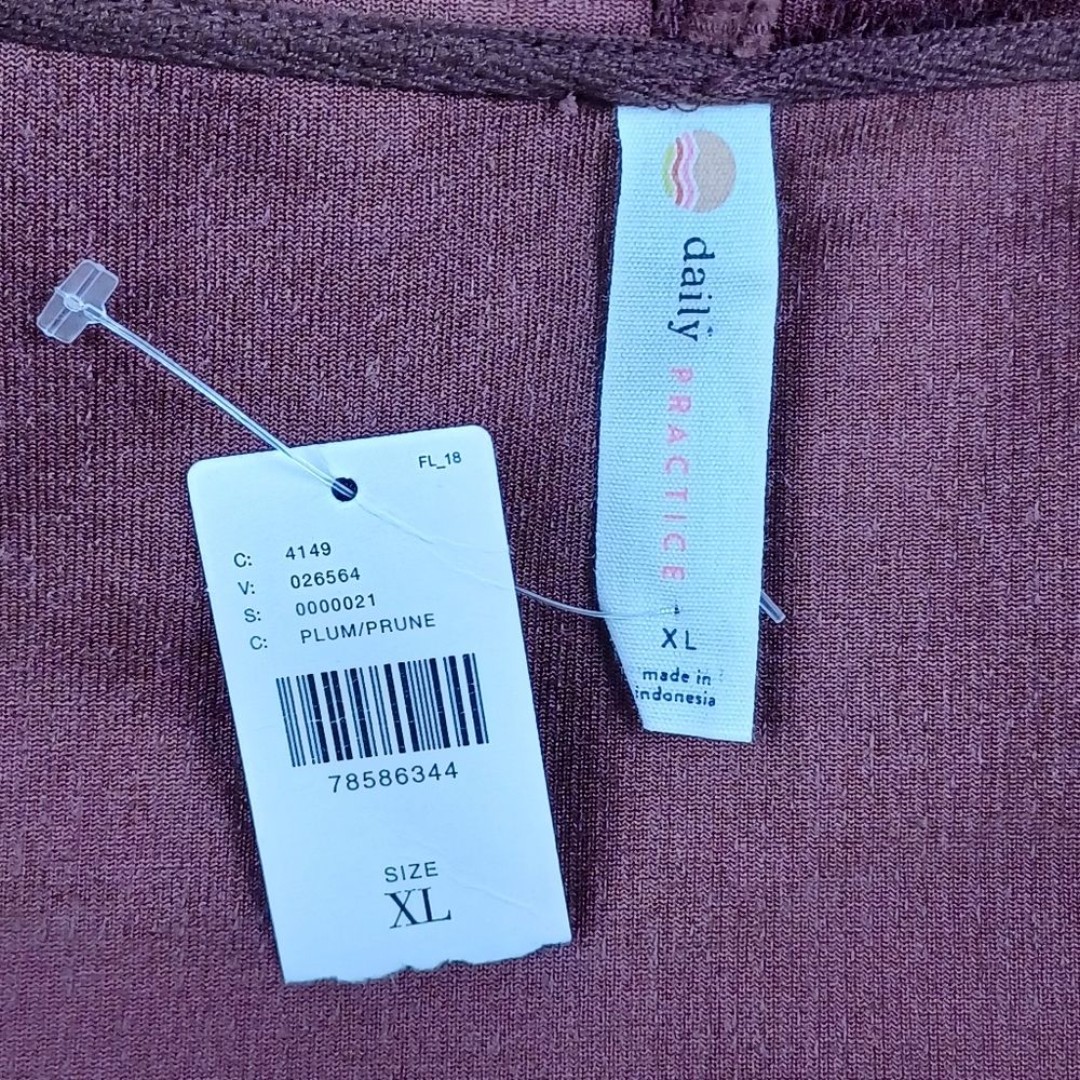 FL_18
C: 4149
V: 026564
S: 0000021
C: PLUM/PRUNE
78586344
SIZE
XL
daily PRACTICE
XL
made in
indonesia